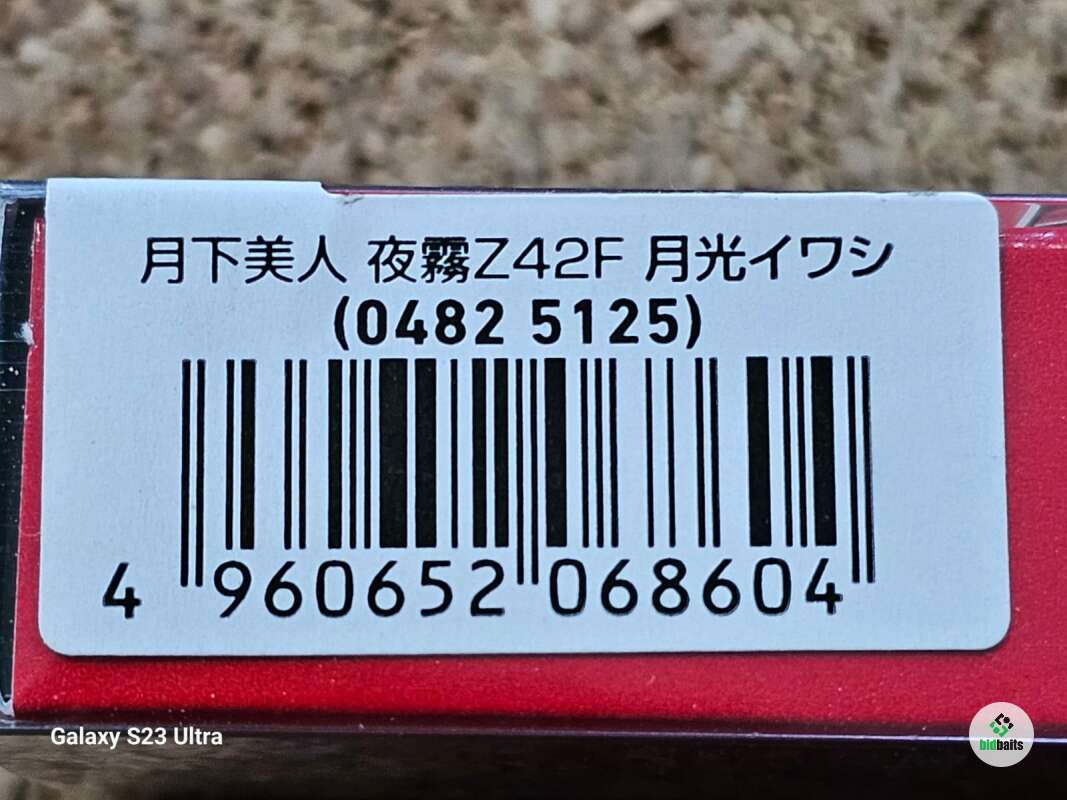 月下美人 夜霧Z42F 月光イワシ
(0482 5125)
4 960652 068604
Galaxy S23 Ultra
bidbaits